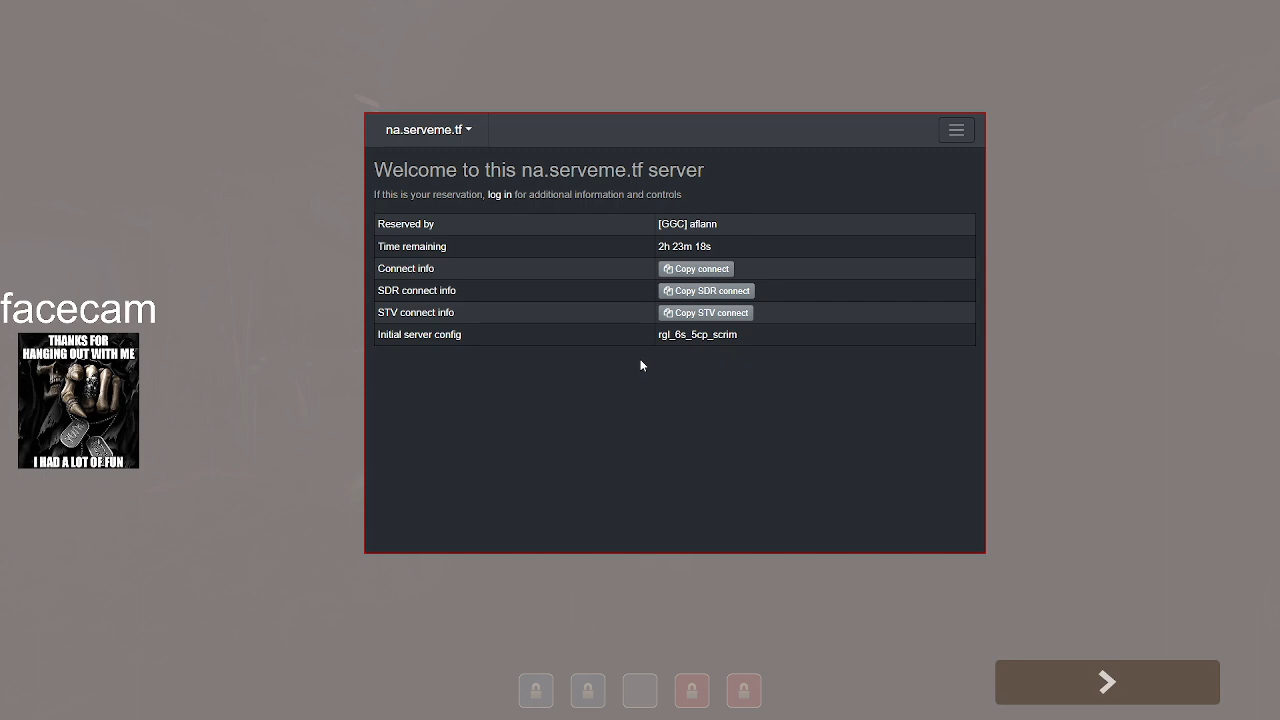 na.serveme.tf
Welcome to this na.serveme.tf server
If this is your reservation, log in for additional information and controls
Reserved by [GGC] aflann
Time remaining 2h 23m 18s
Connect info Copy connect
SDR connect info Copy SDR connect
STV connect info Copy STV connect
Initial server config rgl_6s_5cp_scrim
facecam
THANKS FOR
HANGING OUT WITH ME
I HAD A LOT OF FUN